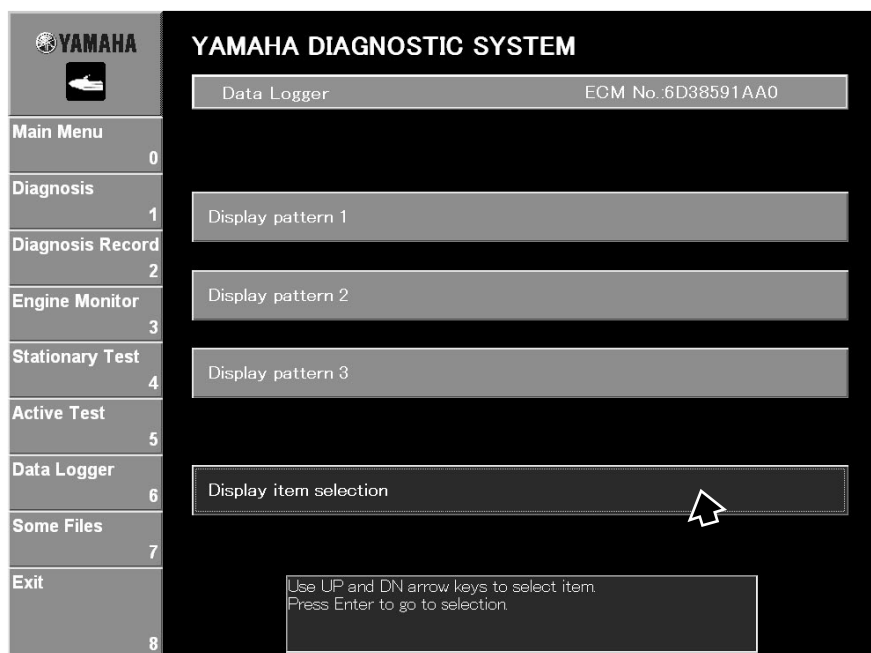 YAMAHA
YAMAHA DIAGNOSTIC SYSTEM
Data Logger ECM No.:6D38591AA0
Main Menu
0
Diagnosis
1
Diagnosis Record
2
Engine Monitor
3
Stationary Test
4
Active Test
5
Data Logger
6
Some Files
7
Exit
8
Display pattern 1
Display pattern 2
Display pattern 3
Display item selection
Use UP and DN arrow keys to select item.
Press Enter to go to selection.